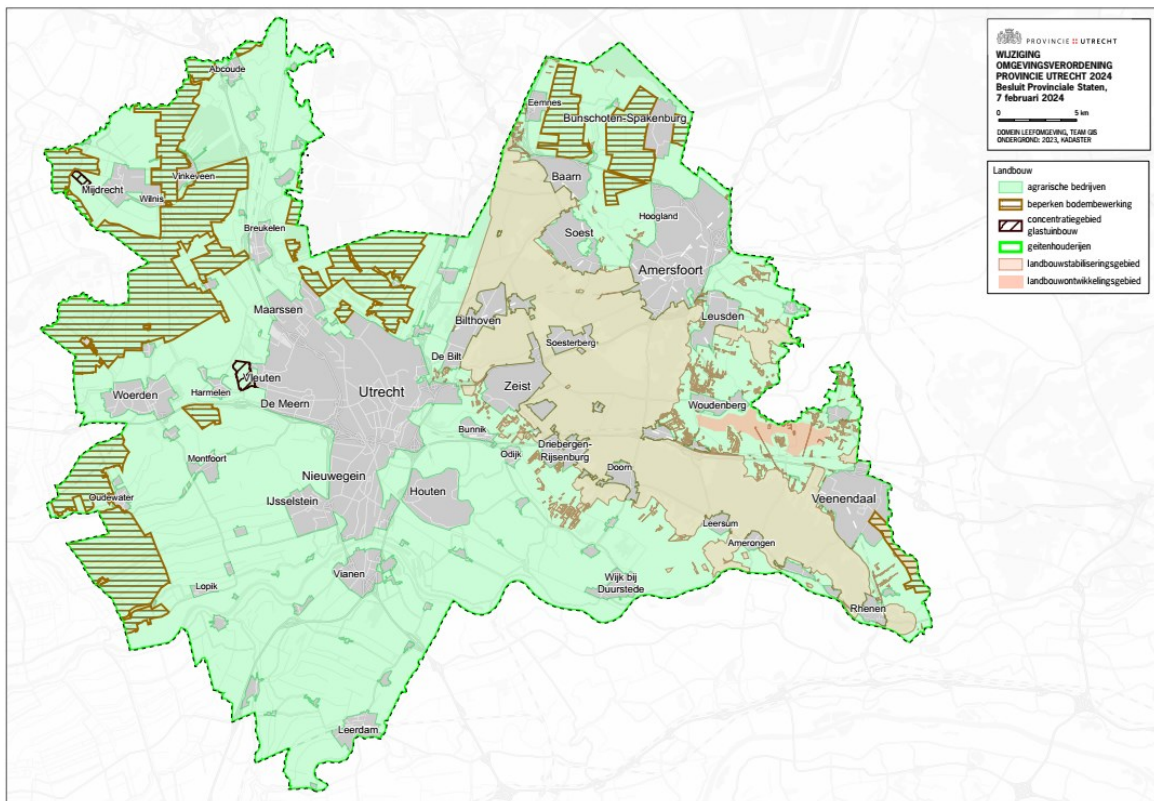 PROVINCIE UTRECHT
WIJZIGING
OMGEVINGSVERORDENING
PROVINCIE UTRECHT 2024
Besluit Provinciale Staten,
7 februari 2024
0 5 km
DOMEIN LEEFOMGEVING, TEAM GIS
ONDERGROND: 2023, KADASTER
Landbouw
agrarische bedrijven
beperken bodembewerking
concentratiegebied
glastuinbouw
geitenhouderijen
landbouwstabiliseringsgebied
landbouwontwikkelingsgebied
Abcoude
Eemnes
Bunschoten-Spakenburg
Vinkeveen
Mijdrecht
Wilnis
Baarn
Hoogland
Breukelen
Soest
Amersfoort
Maarssen
Leusden
Bilthoven
Soesterberg
De Bilt
Vleuten
Zeist
Utrecht
Woerden
Harmelen
De Meern
Woudenberg
Bunnik
Driebergen-
Rijsenburg
Odijk
Montfoort
Doorn
Nieuwegein
Houten
Veenendaal
Oudewater
IJsselstein
Leersum
Amerongen
Vianen
Lopik
Wijk bij
Duurstede
Rhenen
Leerdam